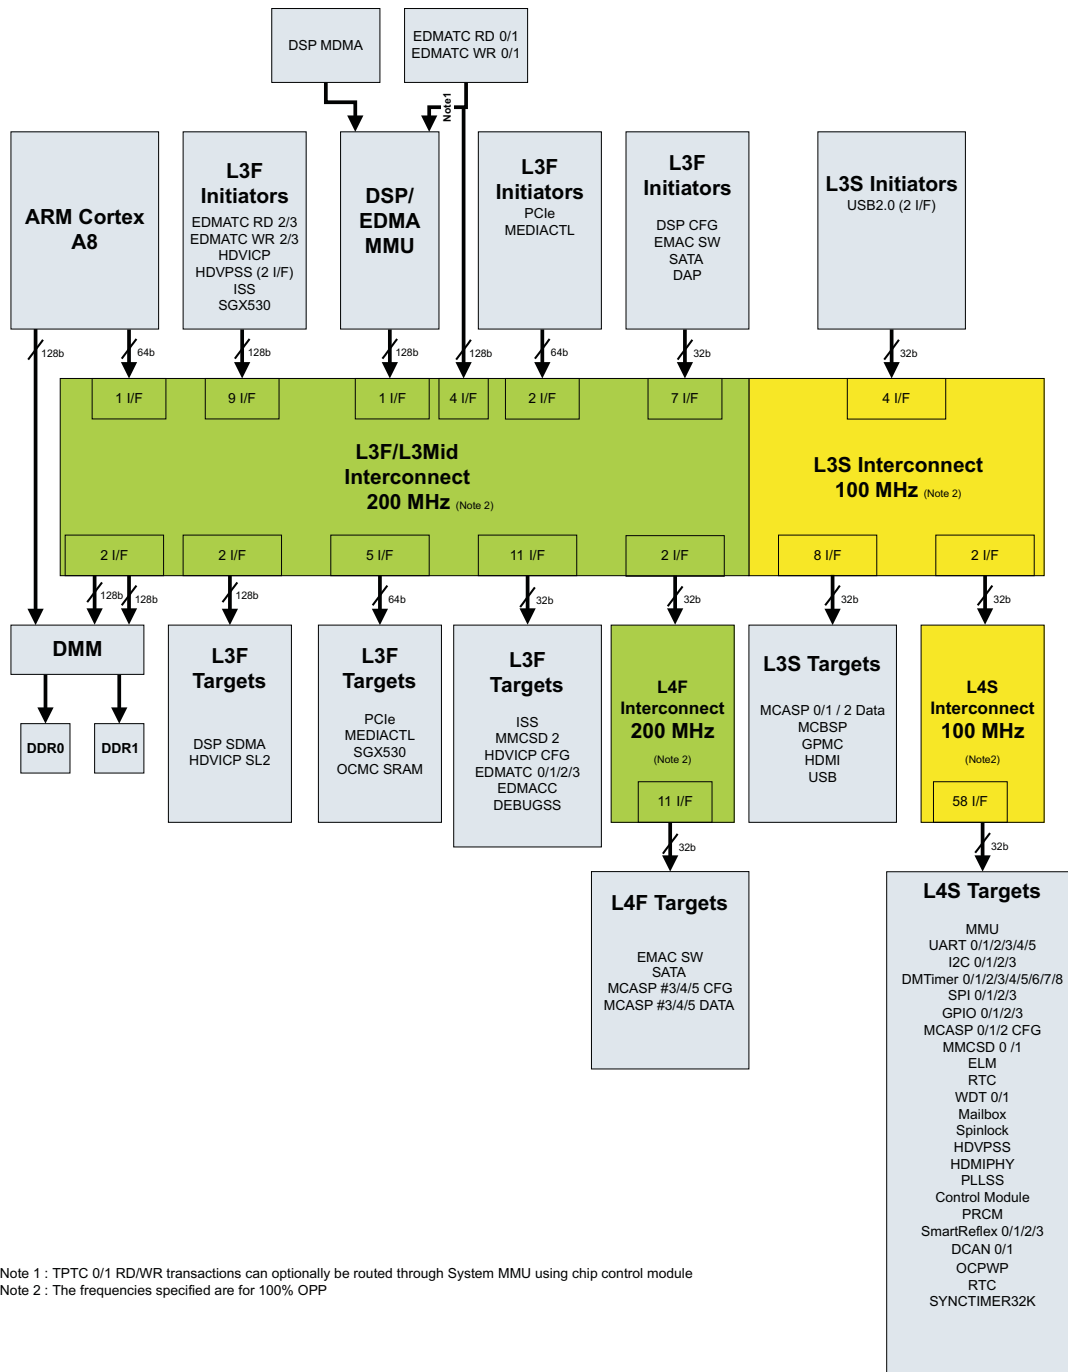 DSP MDMA
EDMATC RD 0/1
EDMATC WR 0/1
Note1
ARM Cortex
A8
L3F
Initiators
EDMATC RD 2/3
EDMATC WR 2/3
HDVICP
HDVPSS (2 I/F)
ISS
SGX530
DSP/
EDMA
MMU
L3F
Initiators
PCIe
MEDIACTL
L3F
Initiators
DSP CFG
EMAC SW
SATA
DAP
L3S Initiators
USB2.0 (2 I/F)
128b
64b
128b
128b
128b
64b
32b
32b
1 I/F
9 I/F
1 I/F
4 I/F
2 I/F
7 I/F
4 I/F
L3F/L3Mid
Interconnect
200 MHz (Note 2)
L3S Interconnect
100 MHz (Note 2)
2 I/F
2 I/F
5 I/F
11 I/F
2 I/F
8 I/F
2 I/F
128b
128b
128b
64b
32b
32b
32b
32b
DMM
DDR0
DDR1
L3F
Targets
DSP SDMA
HDVICP SL2
L3F
Targets
PCIe
MEDIACTL
SGX530
OCMC SRAM
L3F
Targets
ISS
MMCSD 2
HDVICP CFG
EDMATC 0/1/2/3
EDMACC
DEBUGSS
L4F
Interconnect
200 MHz
(Note 2)
11 I/F
L3S Targets
MCASP 0/1 / 2 Data
MCBSP
GPMC
HDMI
USB
L4S
Interconnect
100 MHz
(Note2)
58 I/F
32b
32b
L4F Targets
EMAC SW
SATA
MCASP #3/4/5 CFG
MCASP #3/4/5 DATA
L4S Targets
MMU
UART 0/1/2/3/4/5
I2C 0/1/2/3
DMTimer 0/1/2/3/4/5/6/7/8
SPI 0/1/2/3
GPIO 0/1/2/3
MCASP 0/1/2 CFG
MMCSD 0 /1
ELM
RTC
WDT 0/1
Mailbox
Spinlock
HDVPSS
HDMIPHY
PLLSS
Control Module
PRCM
SmartReflex 0/1/2/3
DCAN 0/1
OCPWP
RTC
SYNCTIMER32K
Note 1 : TPTC 0/1 RD/WR transactions can optionally be routed through System MMU using chip control module
Note 2 : The frequencies specified are for 100% OPP